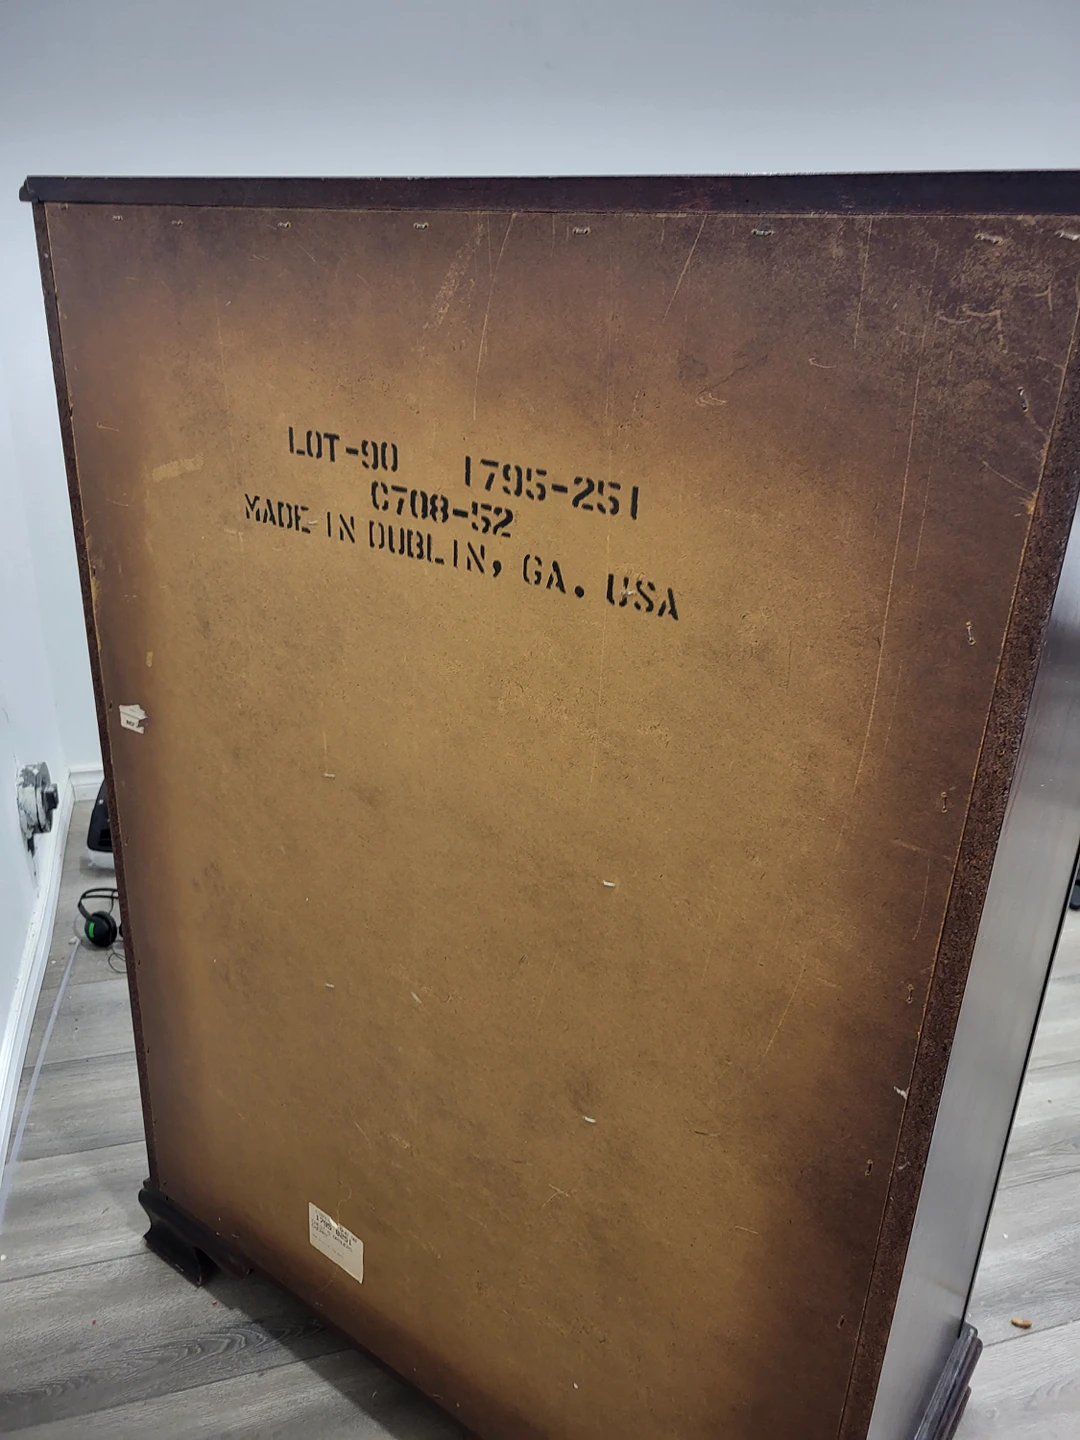 LOT-90 1795-251
C708-52
MADE IN DUBLIN, GA. USA